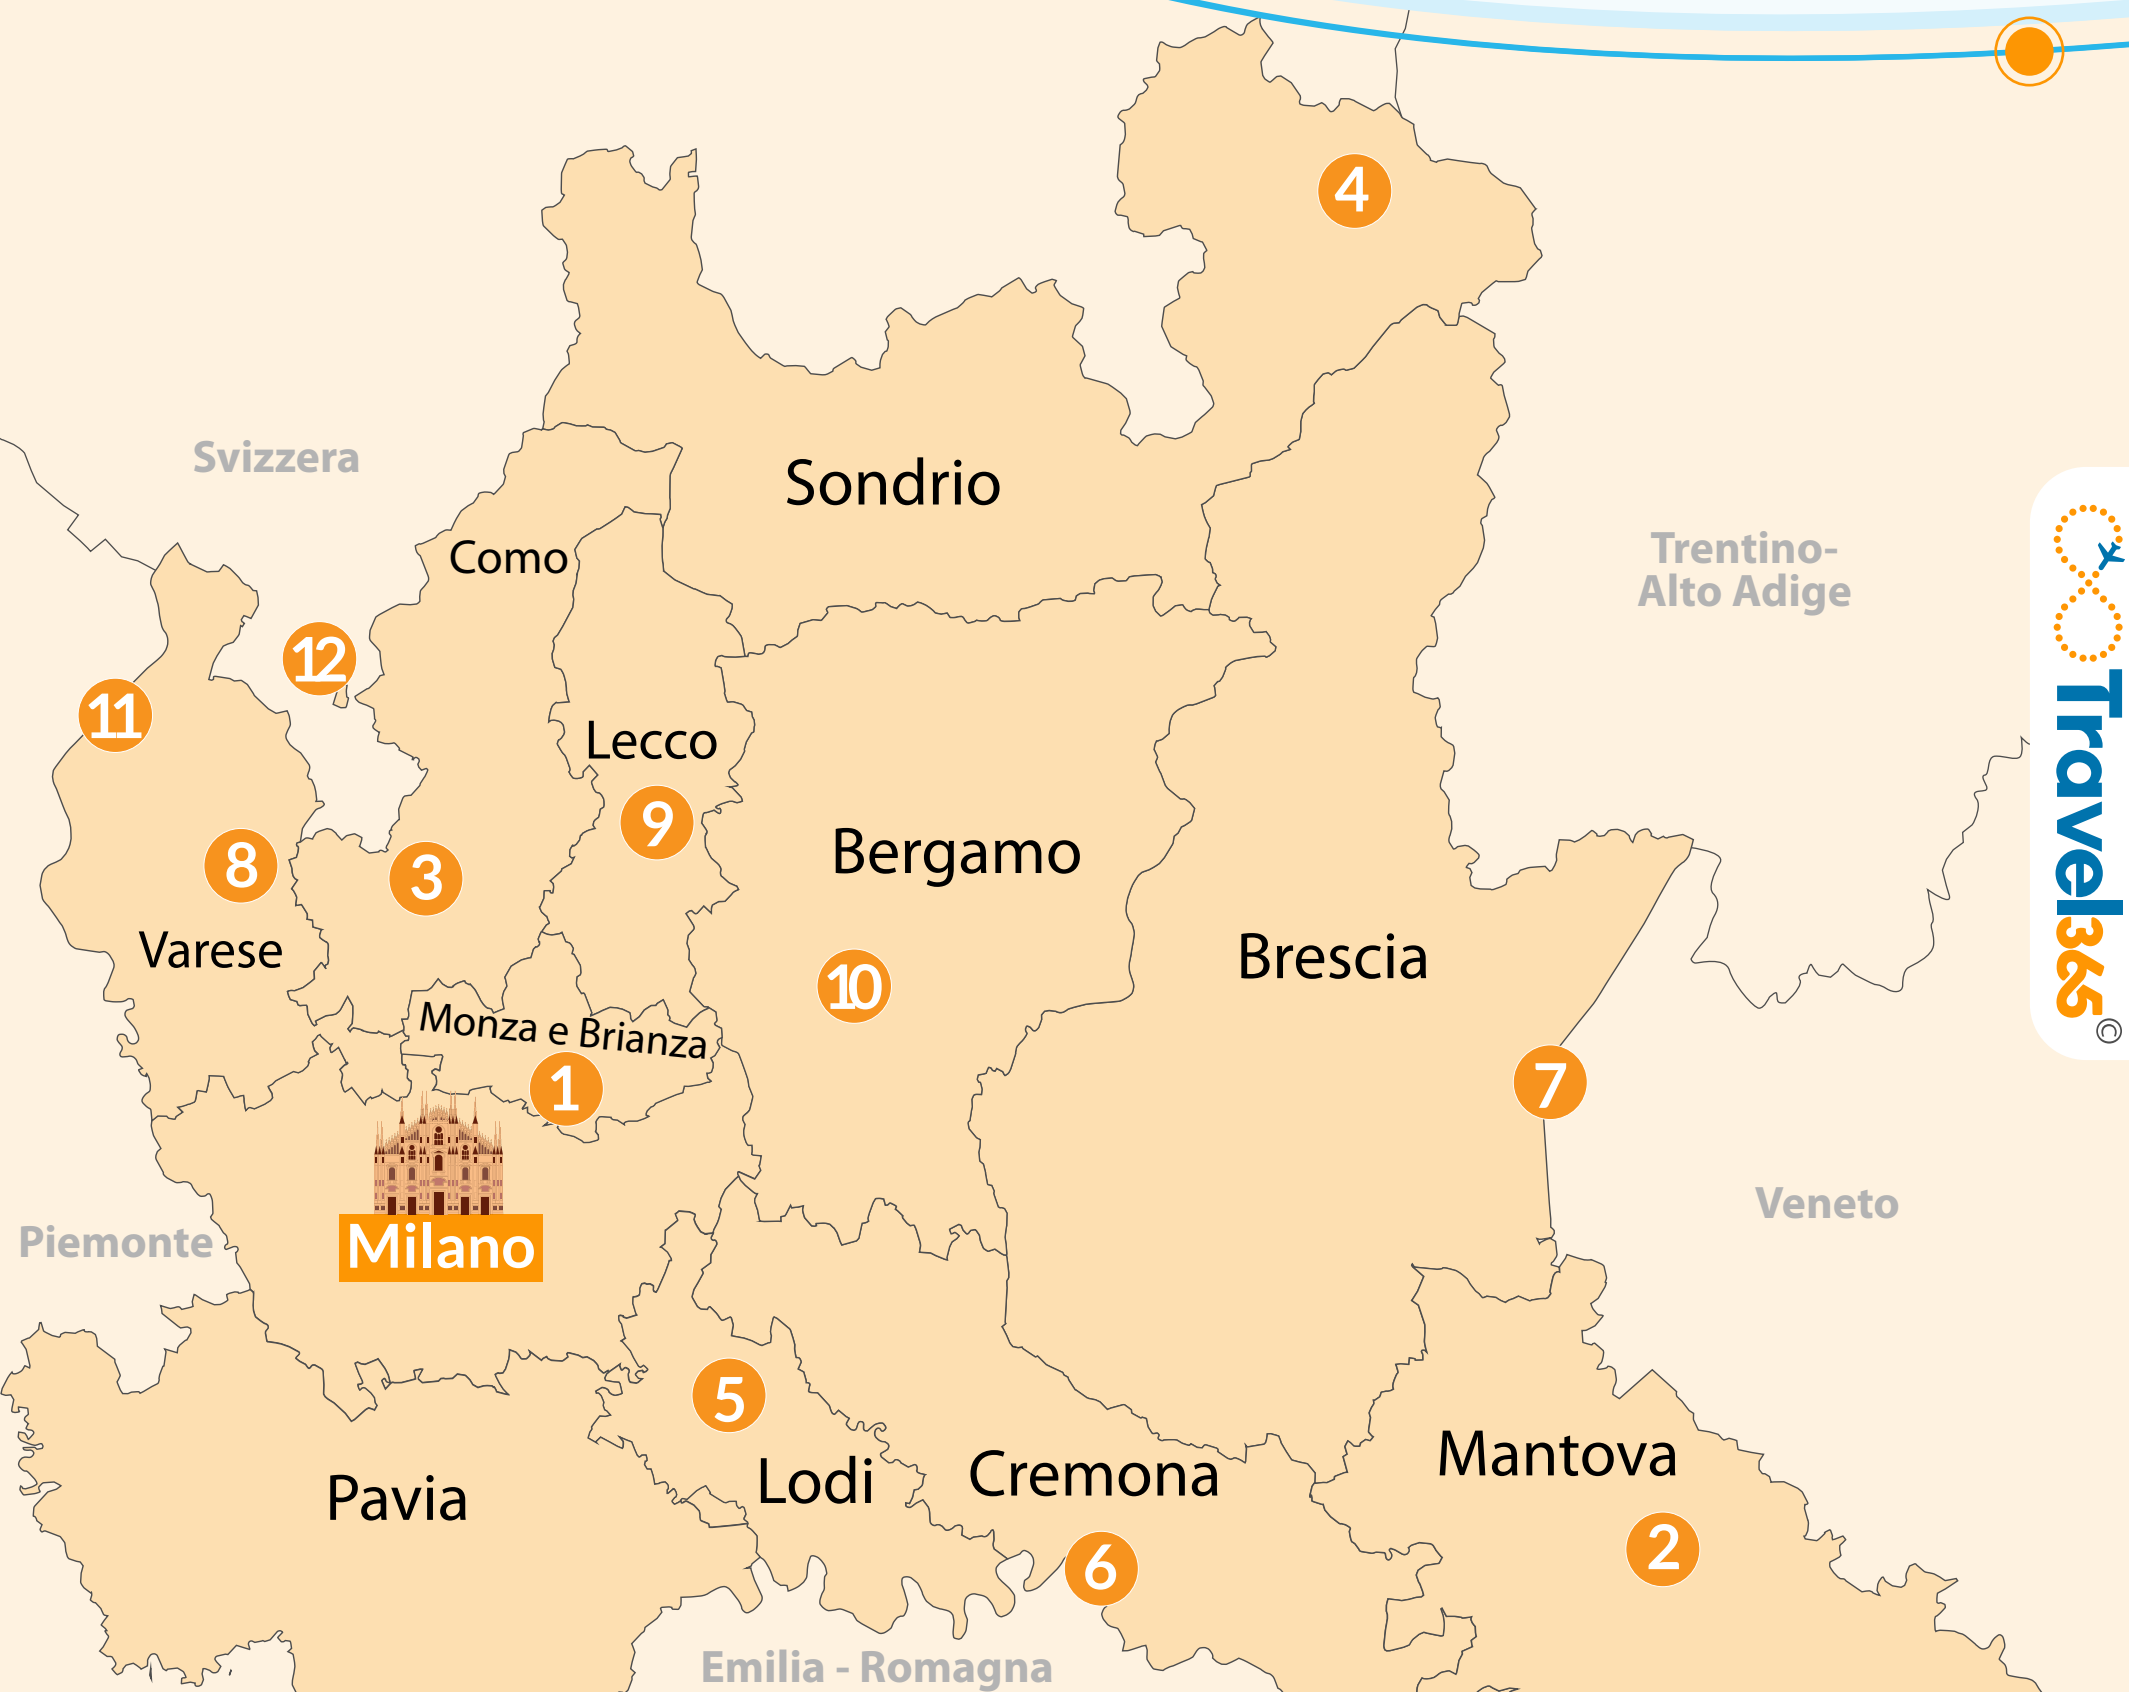 4
Svizzera
Sondrio
Como
Trentino-
Alto Adige
12
11
Lecco
9
8
3
Bergamo
Varese
Brescia
10
Monza e Brianza
1
7
Travel365
©
Milano
Piemonte
Veneto
5
Pavia
Lodi
Cremona
Mantova
6
2
Emilia - Romagna